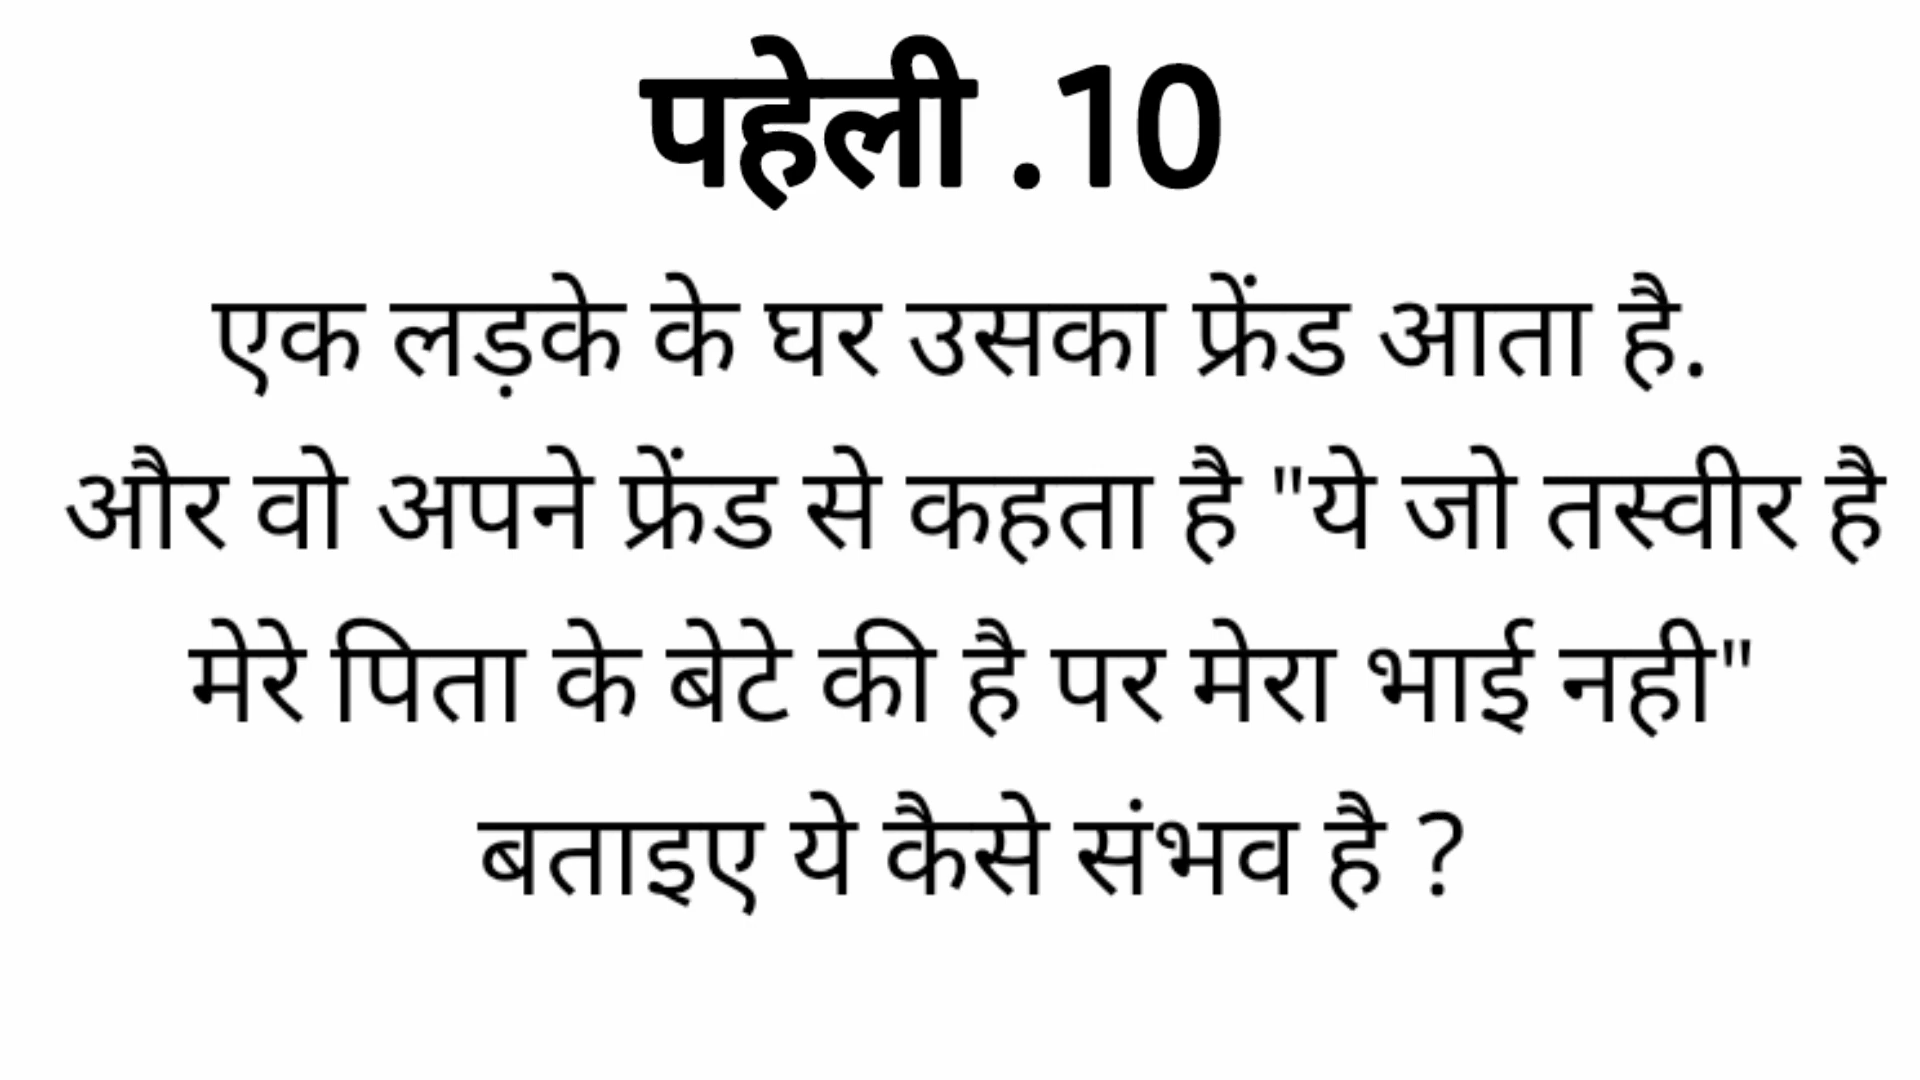 पहेली .10
एक लड़के के घर उसका फ्रेंड आता है.
और वो अपने फ्रेंड से कहता है "ये जो तस्वीर है
मेरे पिता के बेटे की है पर मेरा भाई नही"
बताइए ये कैसे संभव है ?